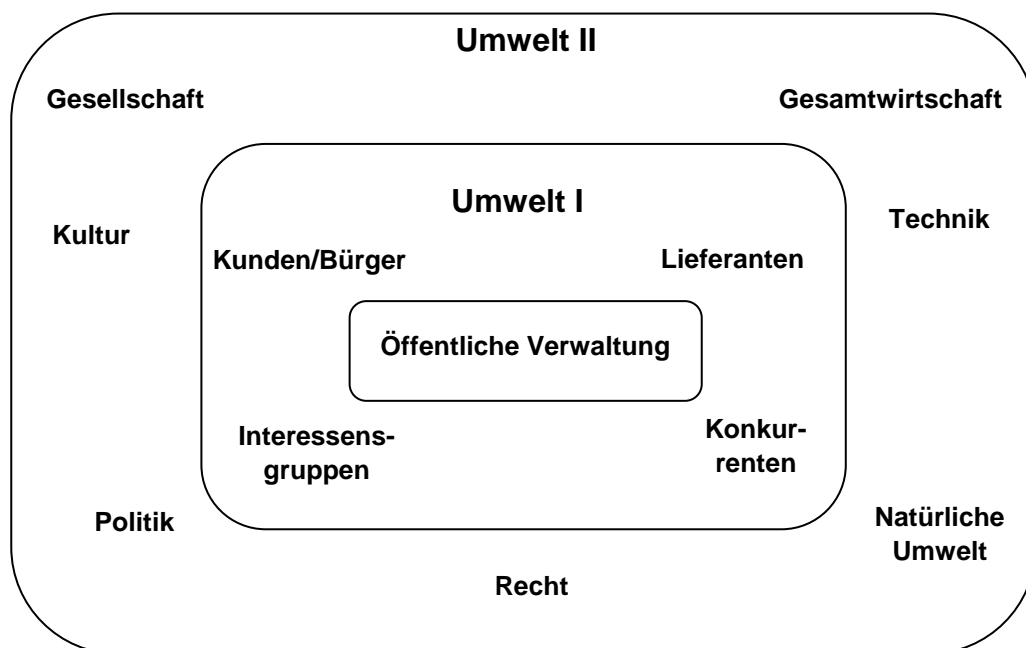 Umwelt II
Gesellschaft
Gesamtwirtschaft
Umwelt I
Kultur
Technik
Kunden/Bürger
Lieferanten
Öffentliche Verwaltung
Interessens-
gruppen
Konkur-
renten
Politik
Natürliche
Umwelt
Recht